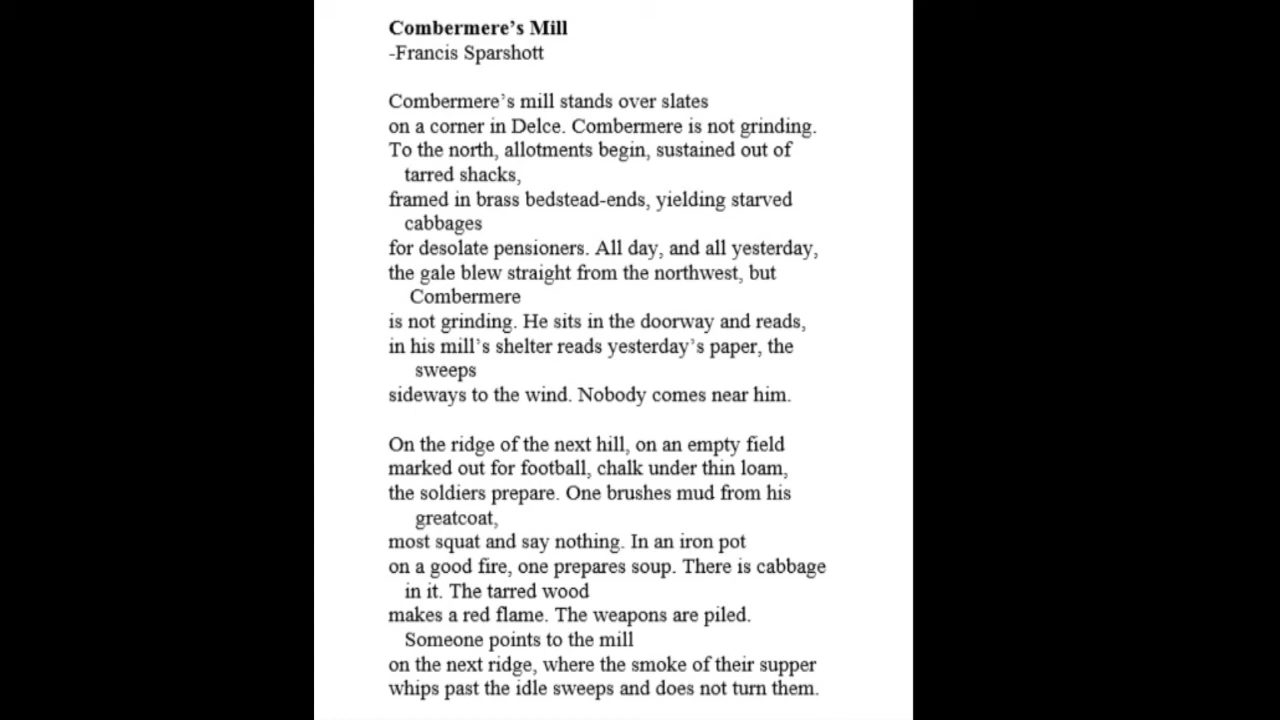 Combermere’s Mill
-Francis Sparshott
Combermere’s mill stands over slates
on a corner in Delce. Combermere is not grinding.
To the north, allotments begin, sustained out of
tarred shacks,
framed in brass bedstead-ends, yielding starved
cabbages
for desolate pensioners. All day, and all yesterday,
the gale blew straight from the northwest, but
Combermere
is not grinding. He sits in the doorway and reads,
in his mill’s shelter reads yesterday’s paper, the
sweeps
sideways to the wind. Nobody comes near him.
On the ridge of the next hill, on an empty field
marked out for football, chalk under thin loam,
the soldiers prepare. One brushes mud from his
greatcoat,
most squat and say nothing. In an iron pot
on a good fire, one prepares soup. There is cabbage
in it. The tarred wood
makes a red flame. The weapons are piled.
Someone points to the mill
on the next ridge, where the smoke of their supper
whips past the idle sweeps and does not turn them.